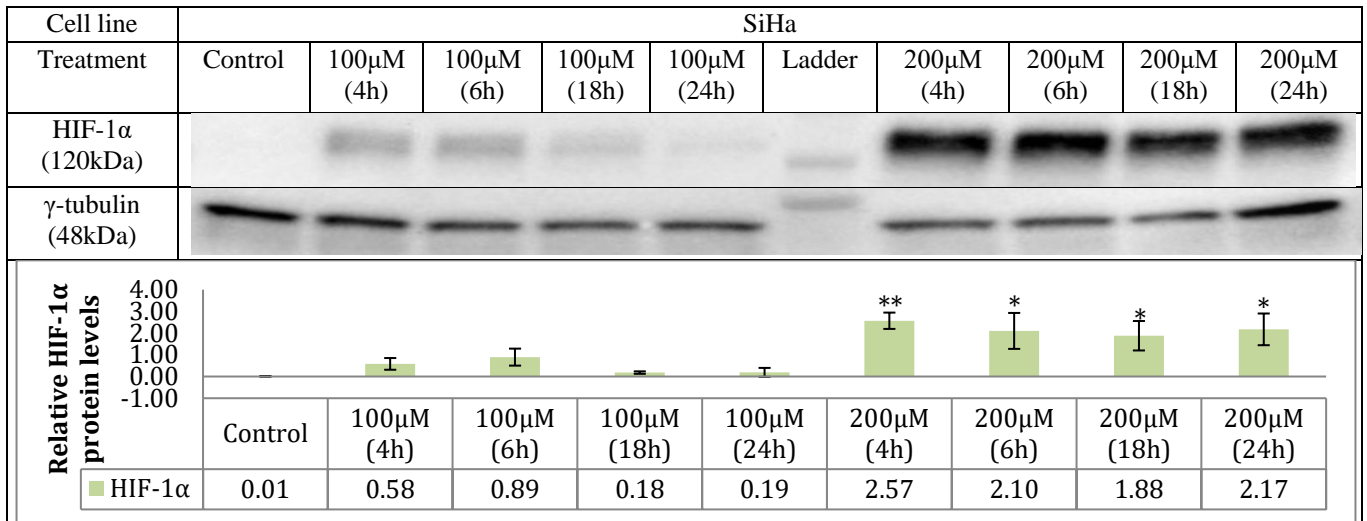 Cell line SiHa
Treatment Control 100μM 100μM 100μM 100μM Ladder 200μM 200μM 200μM 200μM
(4h) (6h) (18h) (24h) (4h) (6h) (18h) (24h)
HIF-1α
(120kDa)
γ-tubulin
(48kDa)
Relative HIF-1α
protein levels
4.00
3.00
2.00
1.00
0.00
-1.00
** * * *
Control 100μM 100μM 100μM 100μM 200μM 200μM 200μM 200μM
(4h) (6h) (18h) (24h) (4h) (6h) (18h) (24h)
HIF-1α 0.01 0.58 0.89 0.18 0.19 2.57 2.10 1.88 2.17